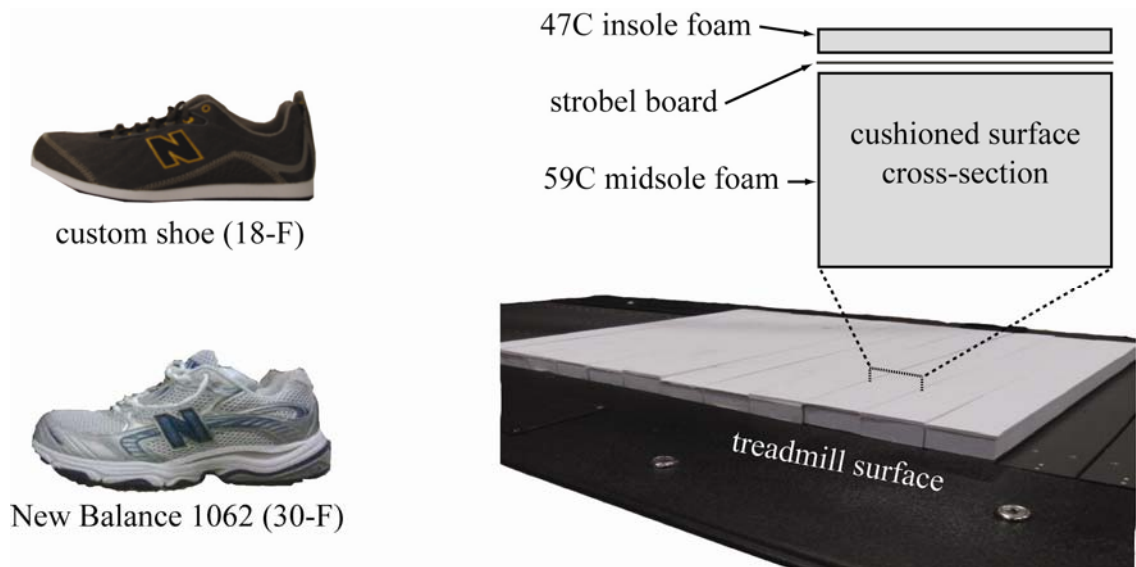 47C insole foam
strobel board
59C midsole foam
cushioned surface
cross-section
N
custom shoe (18-F)
N
New Balance 1062 (30-F)
treadmill surface